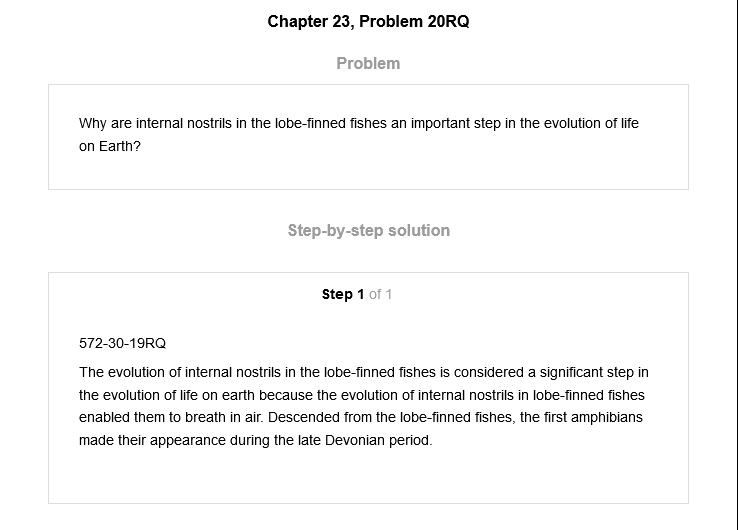 Chapter 23, Problem 20RQ
Problem
Why are internal nostrils in the lobe-finned fishes an important step in the evolution of life
on Earth?
Step-by-step solution
Step 1 of 1
572-30-19RQ
The evolution of internal nostrils in the lobe-finned fishes is considered a significant step in
the evolution of life on earth because the evolution of internal nostrils in lobe-finned fishes
enabled them to breath in air. Descended from the lobe-finned fishes, the first amphibians
made their appearance during the late Devonian period.